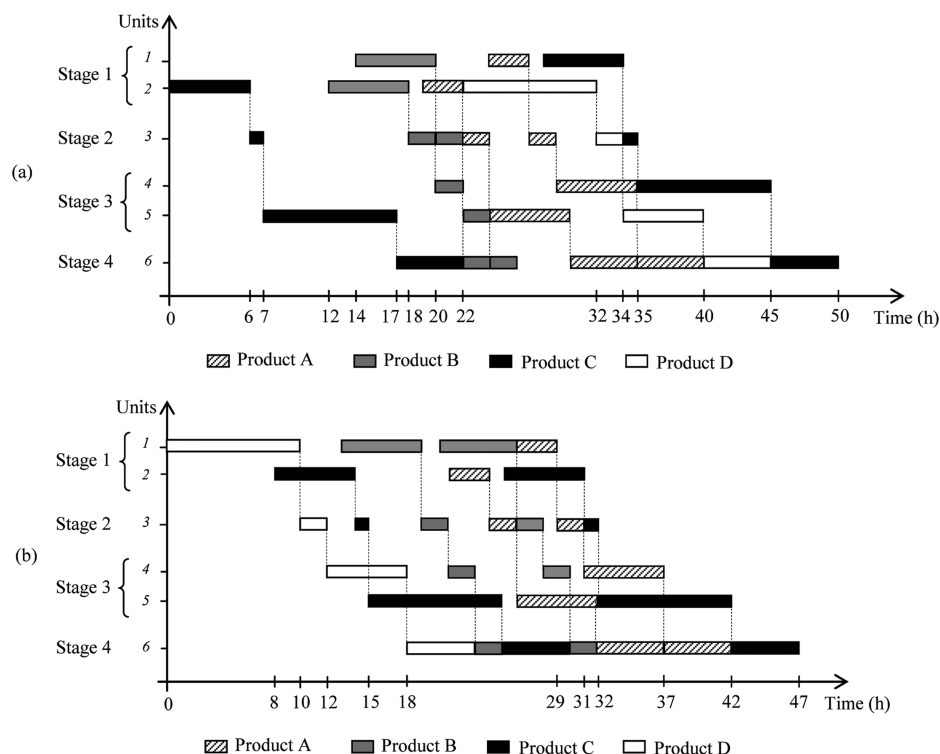 Units
Stage 1
1
2
Stage 2
3
(a)
Stage 3
4
5
Stage 4
6
0 6 7 12 14 17 18 20 22 32 34 35 40 45 50 Time (h)
Product A Product B Product C Product D
Units
Stage 1
1
2
Stage 2
3
(b)
Stage 3
4
5
Stage 4
6
0 8 10 12 15 18 29 31 32 37 42 47 Time (h)
Product A Product B Product C Product D